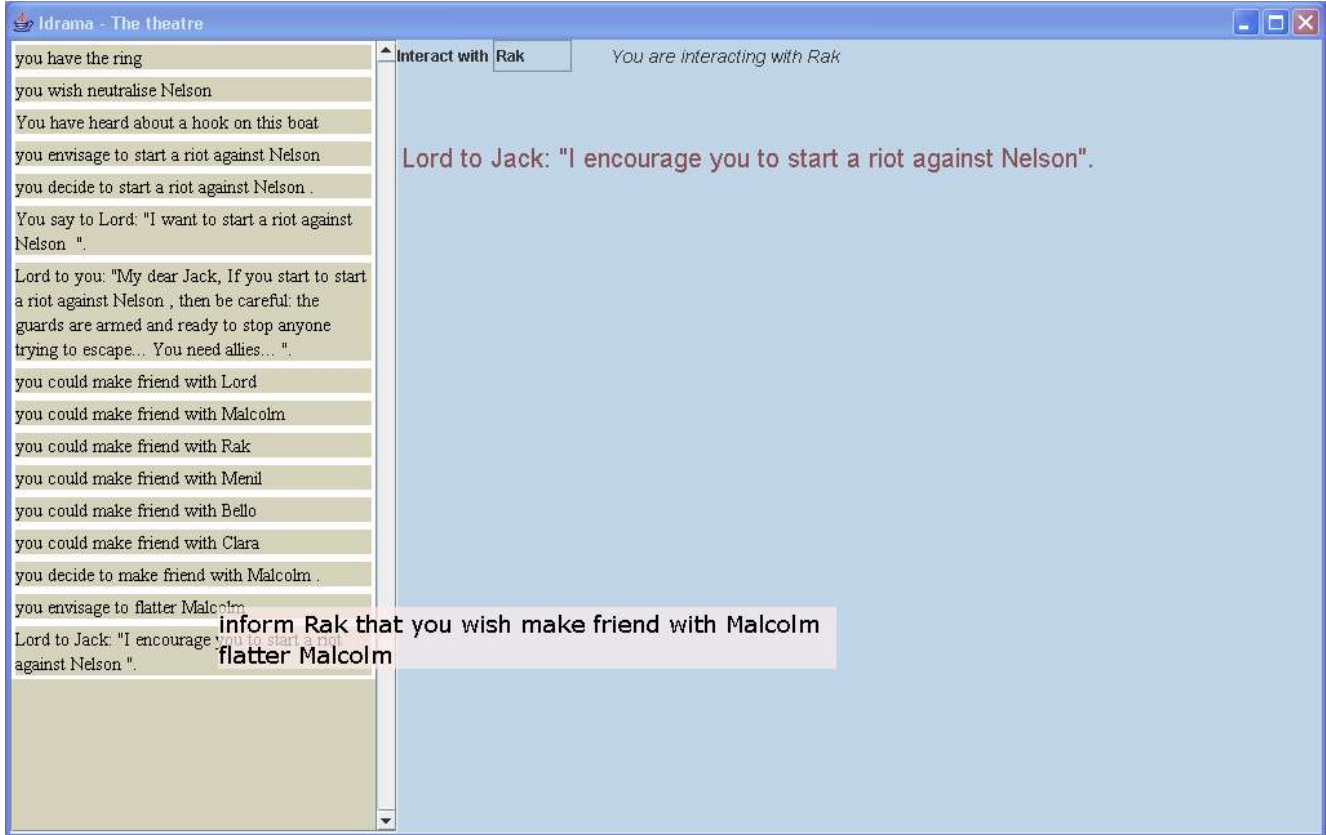 Idrama - The theatre
you have the ring
you wish neutralise Nelson
You have heard about a hook on this boat
you envisage to start a riot against Nelson
you decide to start a riot against Nelson .
You say to Lord: "I want to start a riot against
Nelson  ".
Lord to you: "My dear Jack, If you start to start
a riot against Nelson , then be careful: the
guards are armed and ready to stop anyone
trying to escape... You need allies... ".
you could make friend with Lord
you could make friend with Malcolm
you could make friend with Rak
you could make friend with Menil
you could make friend with Bello
you could make friend with Clara
you decide to make friend with Malcolm .
you envisage to flatter Malcolm
Lord to Jack: "I encourage you to start a riot
against Nelson ".
Interact with Rak You are interacting with Rak
Lord to Jack: "I encourage you to start a riot against Nelson".
inform Rak that you wish make friend with Malcolm
flatter Malcolm